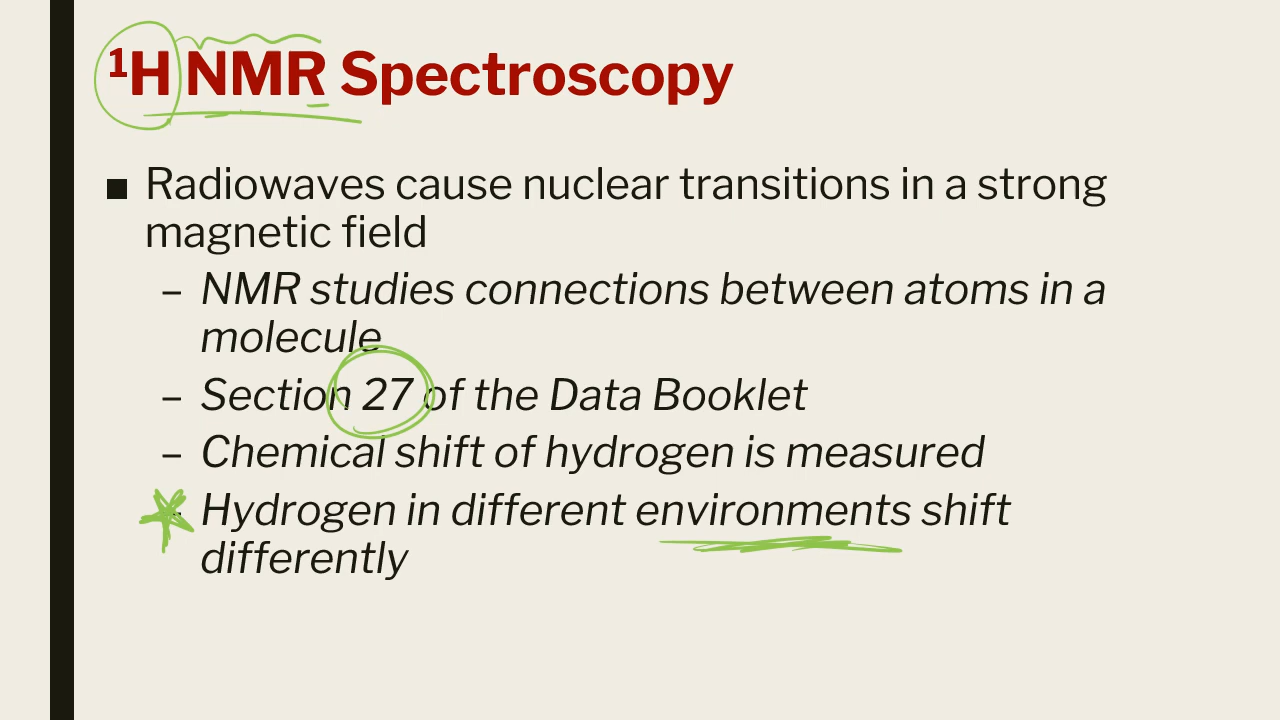 ¹H NMR Spectroscopy
■ Radiowaves cause nuclear transitions in a strong
magnetic field
– NMR studies connections between atoms in a
molecule
– Section 27 of the Data Booklet
– Chemical shift of hydrogen is measured
– Hydrogen in different environments shift
differently